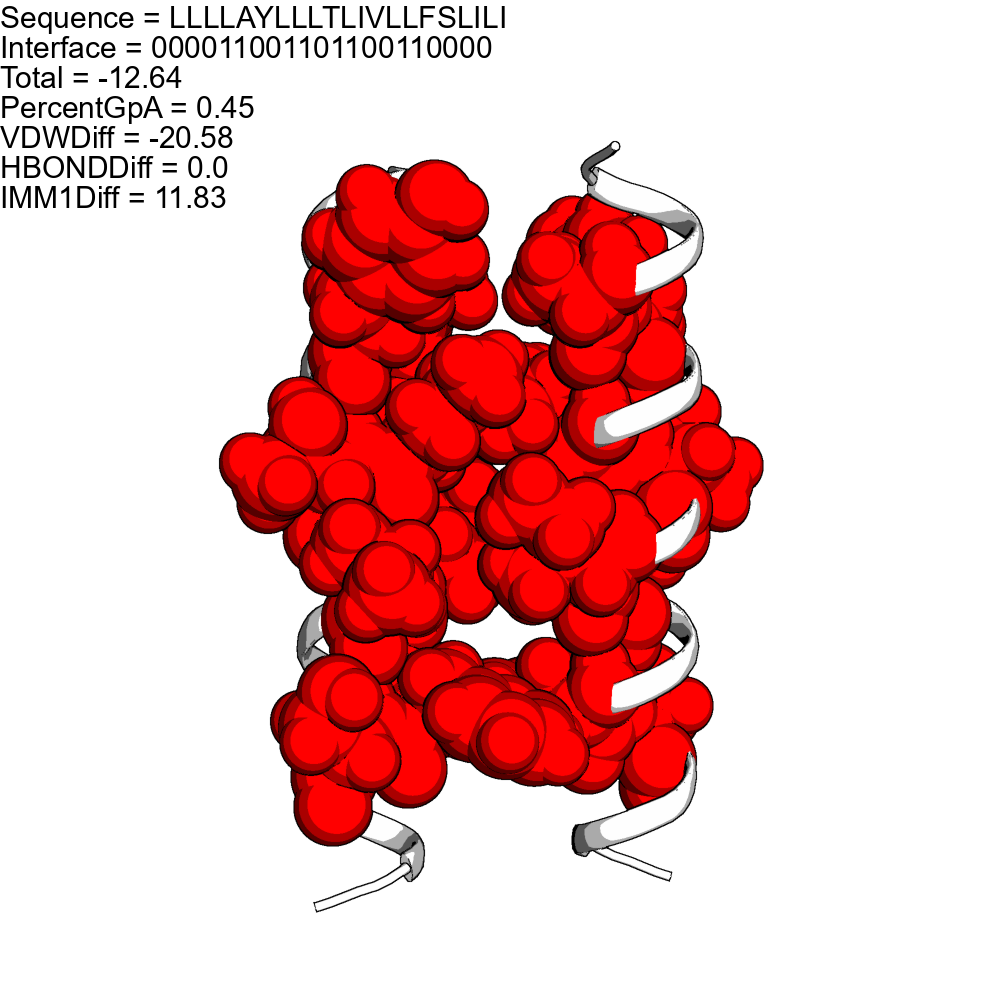 Sequence = LLLLAYLLLTLIVLLFSLILI
Interface = 000011001101100110000
Total = -12.64
PercentGpA = 0.45
VDWDiff = -20.58
HBONDDiff = 0.0
IMM1Diff = 11.83